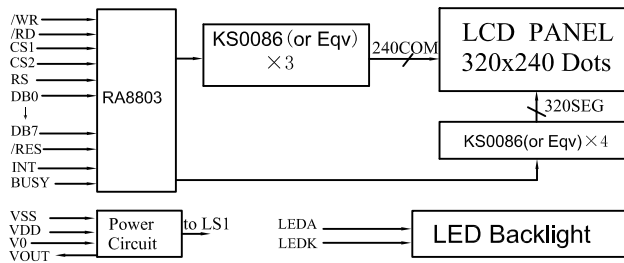 /WR
/RD
CS1
CS2
RS
DB0
DB7
/RES
INT
BUSY
RA8803
KS0086(or Eqv)
×3
240COM
LCD PANEL
320x240 Dots
320SEG
KS0086(or Eqv)×4
VSS
VDD
V0
VOUT
Power
Circuit
to LS1
LEDA
LEDK
LED Backlight